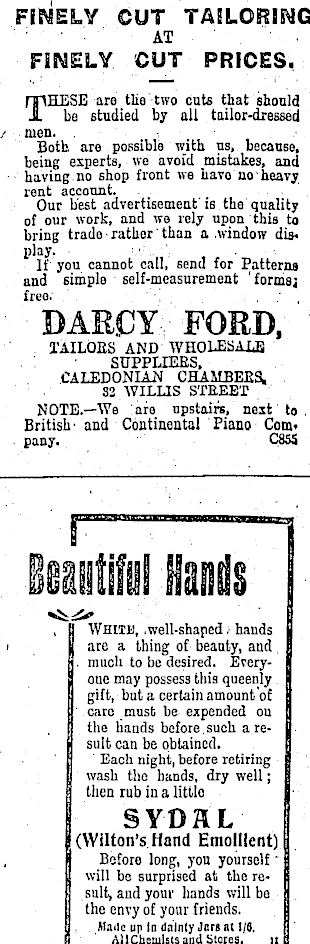 FINELY CUT TAILORING
AT
FINELY CUT PRICES.
THESE are the two cuts that should
be studied by all tailor-dressed
men.
Both are possible with us, because,
being experts, we avoid mistakes, and
having no shop front we have no heavy
rent account.
Our best advertisement is the quality
of our work, and we rely upon this to
bring trade rather than a window dis-
play.
If you cannot call, send for Patterns
and simple self-measurement forms;
free.
DARCY FORD,
TAILORS AND WHOLESALE
SUPPLIERS,
CALEDONIAN CHAMBERS,
32 WILLIS STREET
NOTE.—We are upstairs, next to
British and Continental Piano Com-
pany. C855
Beautiful Hands
WHITE, well-shaped hands
are a thing of beauty, and
much to be desired. Every-
one may possess this queenly
gift, but a certain amount of
care must be expended on
the hands before such a re-
sult can be obtained.
Each night, before retiring
wash the hands, dry well;
then rub in a little
SYDAL
(Wilton's Hand Emollient)
Before long, you yourself
will be surprised at the re-
sult, and your hands will be
the envy of your friends.
Made up in dainty Jars at 1/6.
All Chemists and Stores. 11